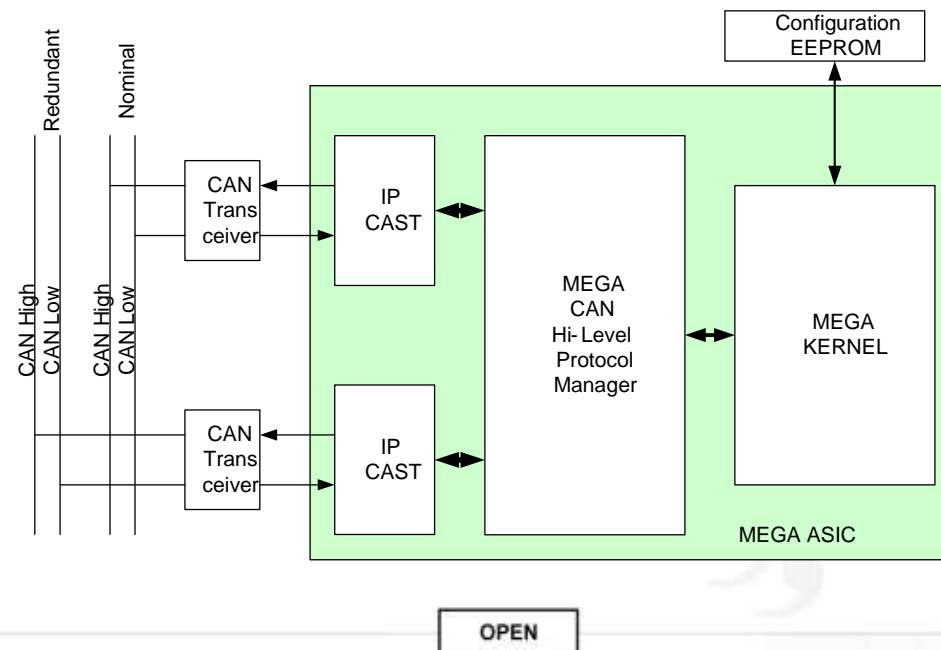 Configuration
EEPROM
Redundant
Nominal
CAN High
CAN Low
CAN High
CAN Low
CAN
Trans
ceiver
IP
CAST
CAN
Trans
ceiver
IP
CAST
MEGA
CAN
Hi- Level
Protocol
Manager
MEGA
KERNEL
MEGA ASIC
OPEN